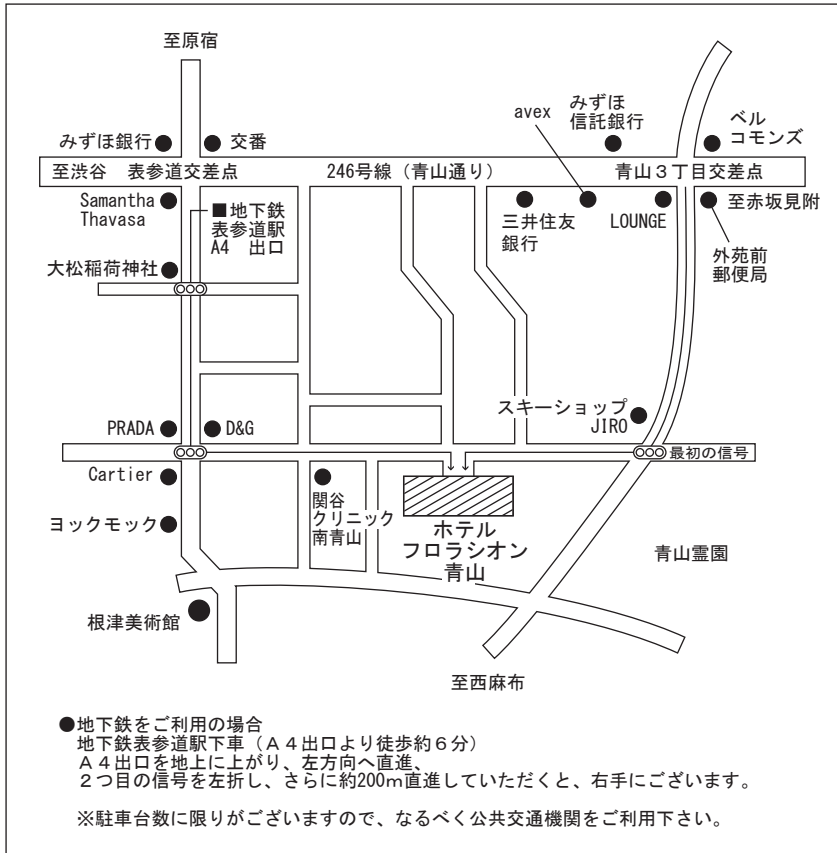 至原宿
みずほ銀行
交番
avex
みずほ
信託銀行
ベル
コモンズ
至渋谷 表参道交差点
246号線（青山通り）
青山３丁目交差点
Samantha
Thavasa
■地下鉄
表参道駅
A4 出口
三井住友
銀行
LOUNGE
至赤坂見附
外苑前
郵便局
大松稲荷神社
スキーショップ
JIRO
PRADA
D&G
最初の信号
Cartier
関谷
クリニック
南青山
ホテル
フロラシオン
青山
ヨックモック
青山霊園
根津美術館
至西麻布
●地下鉄をご利用の場合
地下鉄表参道駅下車（Ａ４出口より徒歩約６分）
Ａ４出口を地上に上がり、左方向へ直進、
２つ目の信号を左折し、さらに約200ｍ直進していただくと、右手にございます。
※駐車台数に限りがございますので、なるべく公共交通機関をご利用下さい。